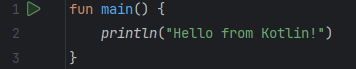 1 fun main() {
2     println("Hello from Kotlin!")
3 }